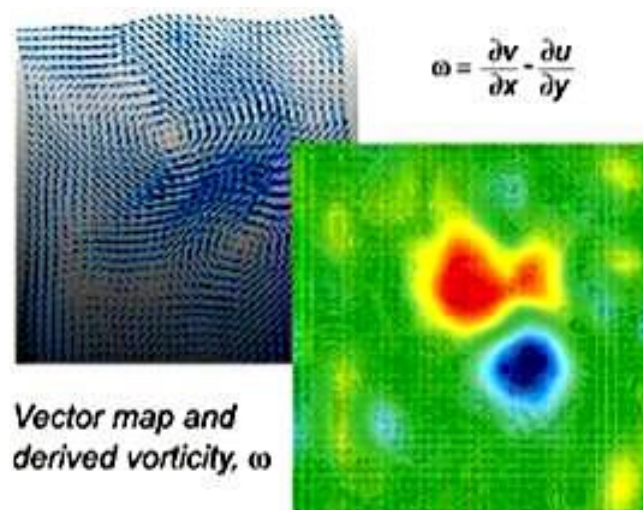 ω = ∂v/∂x - ∂u/∂y
Vector map and
derived vorticity, ω